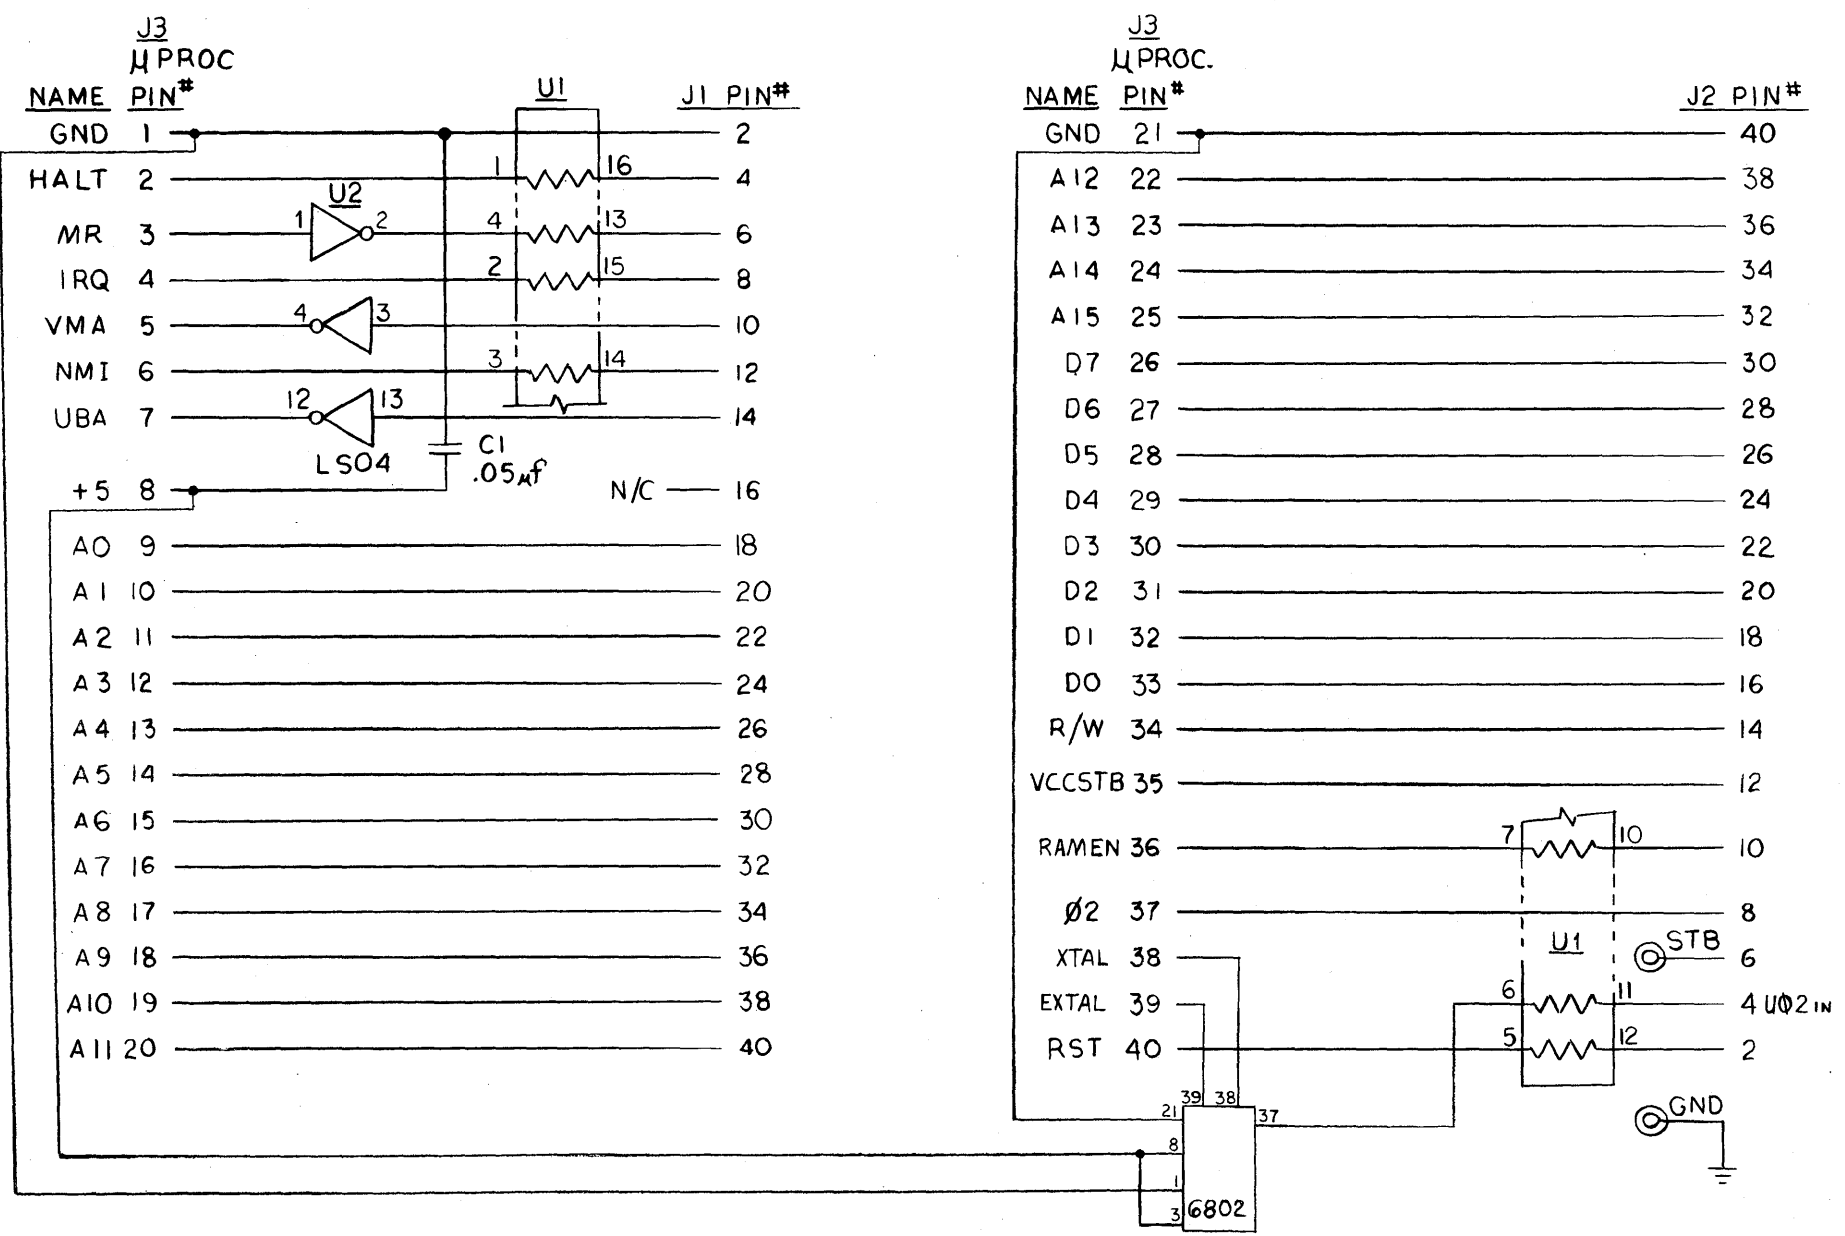 J3
µPROC
NAME PIN# U1 J1 PIN#
GND 1 2
HALT 2 1 16 4
U2
MR 3 1 2 4 13 6
IRQ 4 2 15 8
VMA 5 4 3 10
NMI 6 3 14 12
UBA 7 12 13 14
LS04
C1
.05µf
+5 8 N/C 16
A0 9 18
A1 10 20
A2 11 22
A3 12 24
A4 13 26
A5 14 28
A6 15 30
A7 16 32
A8 17 34
A9 18 36
A10 19 38
A11 20 40
J3
µPROC.
NAME PIN# J2 PIN#
GND 21 40
A12 22 38
A13 23 36
A14 24 34
A15 25 32
D7 26 30
D6 27 28
D5 28 26
D4 29 24
D3 30 22
D2 31 20
D1 32 18
D0 33 16
R/W 34 14
VCCSTB 35 12
RAMEN 36 7 10 10
Ø2 37 8
U1 STB
XTAL 38 6
EXTAL 39 6 11 4 UØ2 IN
RST 40 5 12 2
39 38
21 37
GND
8
1
3 6802